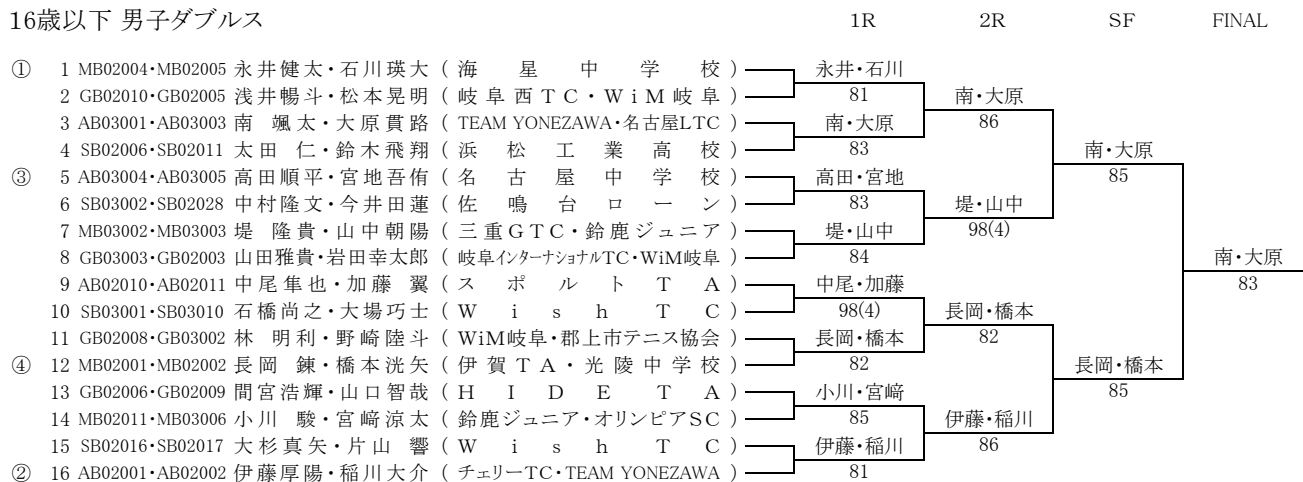 16歳以下 男子ダブルス 1R 2R SF FINAL
① 1 MB02004・MB02005 永井健太・石川瑛大 ( 海 星 中 学 校 ) 永井・石川
2 GB02010・GB02005 浅井暢斗・松本晃明 ( 岐阜西TC・WiM岐阜 ) 81 南・大原
3 AB03001・AB03003 南 颯太・大原貫路 ( TEAM YONEZAWA・名古屋LTC ) 南・大原 86
4 SB02006・SB02011 太田 仁・鈴木飛翔 ( 浜 松 工 業 高 校 ) 83 南・大原
③ 5 AB03004・AB03005 高田順平・宮地吾侑 ( 名 古 屋 中 学 校 ) 高田・宮地 85
6 SB03002・SB02028 中村隆文・今井田蓮 ( 佐 鳴 台 ロ ー ン ) 83 堤・山中
7 MB03002・MB03003 堤 隆貴・山中朝陽 ( 三重GTC・鈴鹿ジュニア ) 堤・山中 98(4)
8 GB03003・GB02003 山田雅貴・岩田幸太郎 ( 岐阜インターナショナルTC・WiM岐阜 ) 84 南・大原
9 AB02010・AB02011 中尾隼也・加藤 翼 ( ス ポ ル ト T A ) 中尾・加藤 83
10 SB03001・SB03010 石橋尚之・大場巧士 ( W i s h T C ) 98(4) 長岡・橋本
11 GB02008・GB03002 林 明利・野崎陸斗 ( WiM岐阜・郡上市テニス協会 ) 長岡・橋本 82
④ 12 MB02001・MB02002 長岡 錬・橋本洸矢 ( 伊賀TA・光陵中学校 ) 82 長岡・橋本
13 GB02006・GB02009 間宮浩輝・山口智哉 ( H I D E T A ) 小川・宮﨑 85
14 MB02011・MB03006 小川 駿・宮﨑涼太 ( 鈴鹿ジュニア・オリンピアSC ) 85 伊藤・稲川
15 SB02016・SB02017 大杉真矢・片山 響 ( W i s h T C ) 伊藤・稲川 86
② 16 AB02001・AB02002 伊藤厚陽・稲川大介 ( チェリーTC・TEAM YONEZAWA ) 81